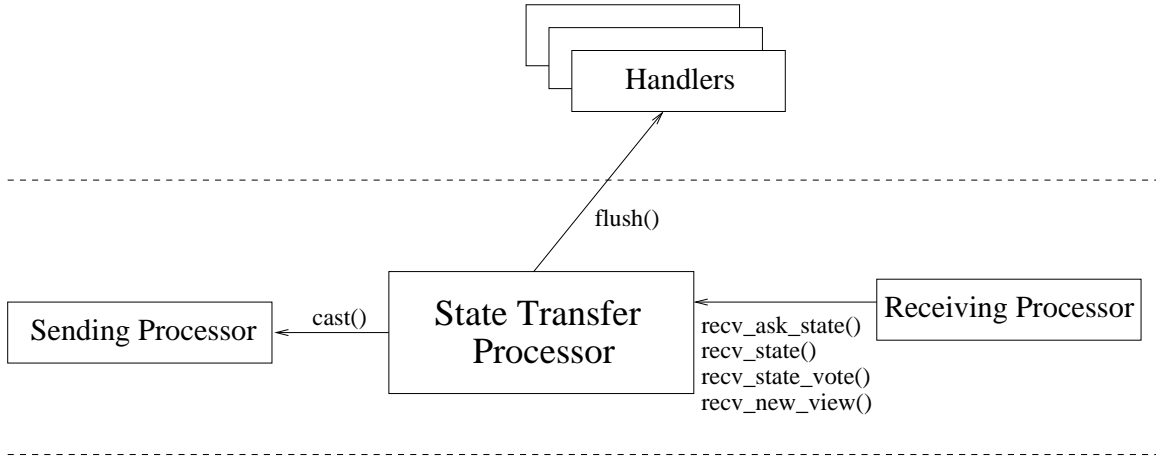 Handlers
flush()
Sending Processor
cast()
State Transfer
Processor
Receiving Processor
recv_ask_state()
recv_state()
recv_state_vote()
recv_new_view()